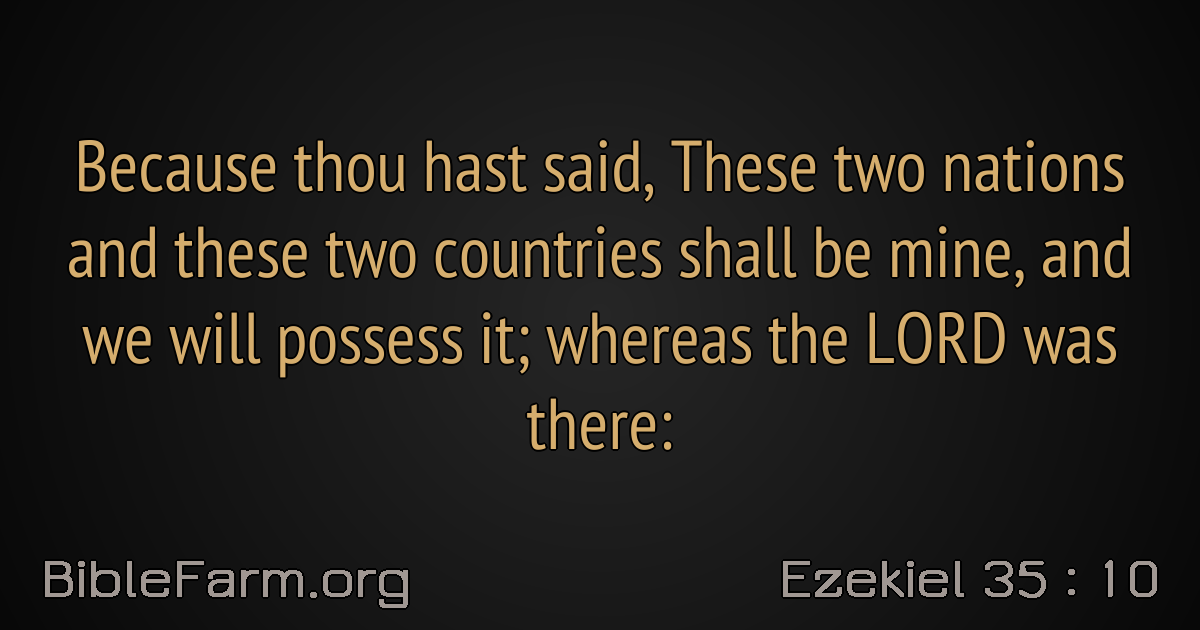 Because thou hast said, These two nations
and these two countries shall be mine, and
we will possess it; whereas the LORD was
there:
BibleFarm.org
Ezekiel 35 : 10